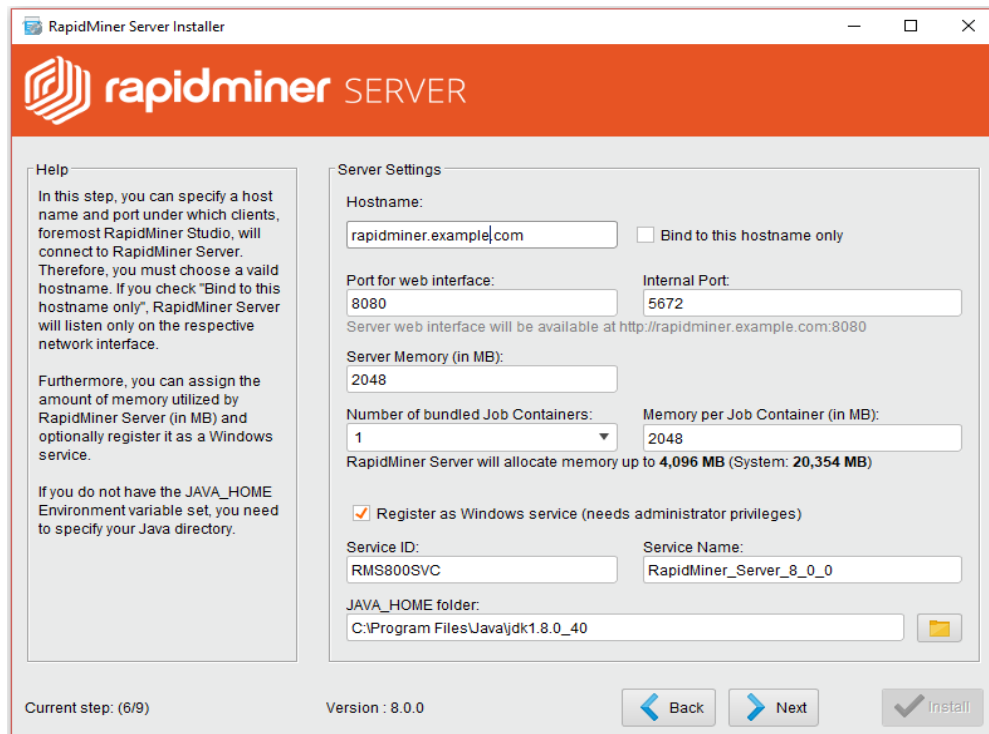 RapidMiner Server Installer
rapidminer SERVER
Help
In this step, you can specify a host
name and port under which clients,
foremost RapidMiner Studio, will
connect to RapidMiner Server.
Therefore, you must choose a vaild
hostname. If you check "Bind to this
hostname only", RapidMiner Server
will listen only on the respective
network interface.
Furthermore, you can assign the
amount of memory utilized by
RapidMiner Server (in MB) and
optionally register it as a Windows
service.
If you do not have the JAVA_HOME
Environment variable set, you need
to specify your Java directory.
Server Settings
Hostname:
rapidminer.example.com
Bind to this hostname only
Port for web interface:
Internal Port:
8080
5672
Server web interface will be available at http://rapidminer.example.com:8080
Server Memory (in MB):
2048
Number of bundled Job Containers:
Memory per Job Container (in MB):
1
2048
RapidMiner Server will allocate memory up to 4,096 MB (System: 20,354 MB)
Register as Windows service (needs administrator privileges)
Service ID:
Service Name:
RMS800SVC
RapidMiner_Server_8_0_0
JAVA_HOME folder:
C:\Program Files\Java\jdk1.8.0_40
Current step: (6/9)
Version : 8.0.0
Back
Next
Install